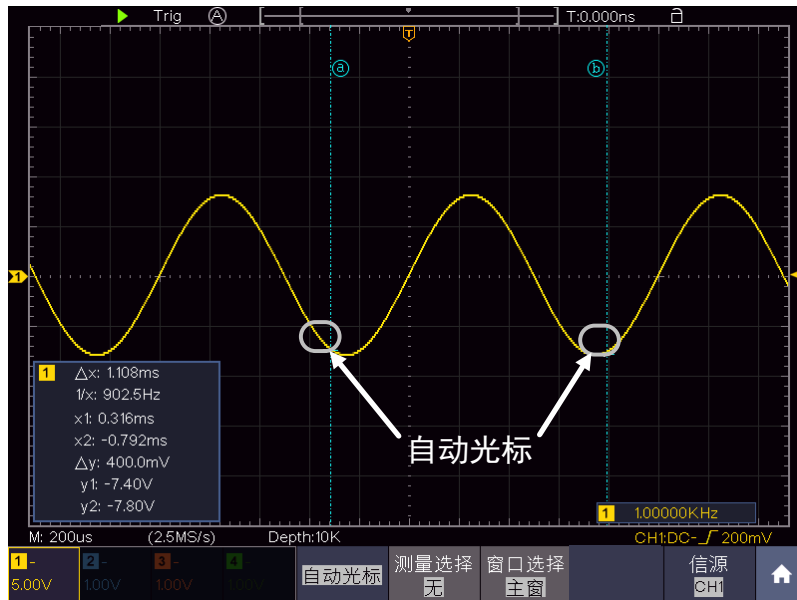 Trig Ⓐ T:0.000ns
T
ⓐ ⓑ
1
1
△x: 1.108ms
1/x: 902.5Hz
x1: 0.316ms
x2: -0.792ms
△y: 400.0mV
y1: -7.40V
y2: -7.80V
自动光标
1 1.00000KHz
M: 200us (2.5MS/s) Depth:10K CH1:DC- 200mV
1 - 2 - 3 - 4 -
5.00V 1.00V 1.00V 1.00V
自动光标
测量选择
无
窗口选择
主窗
信源
CH1